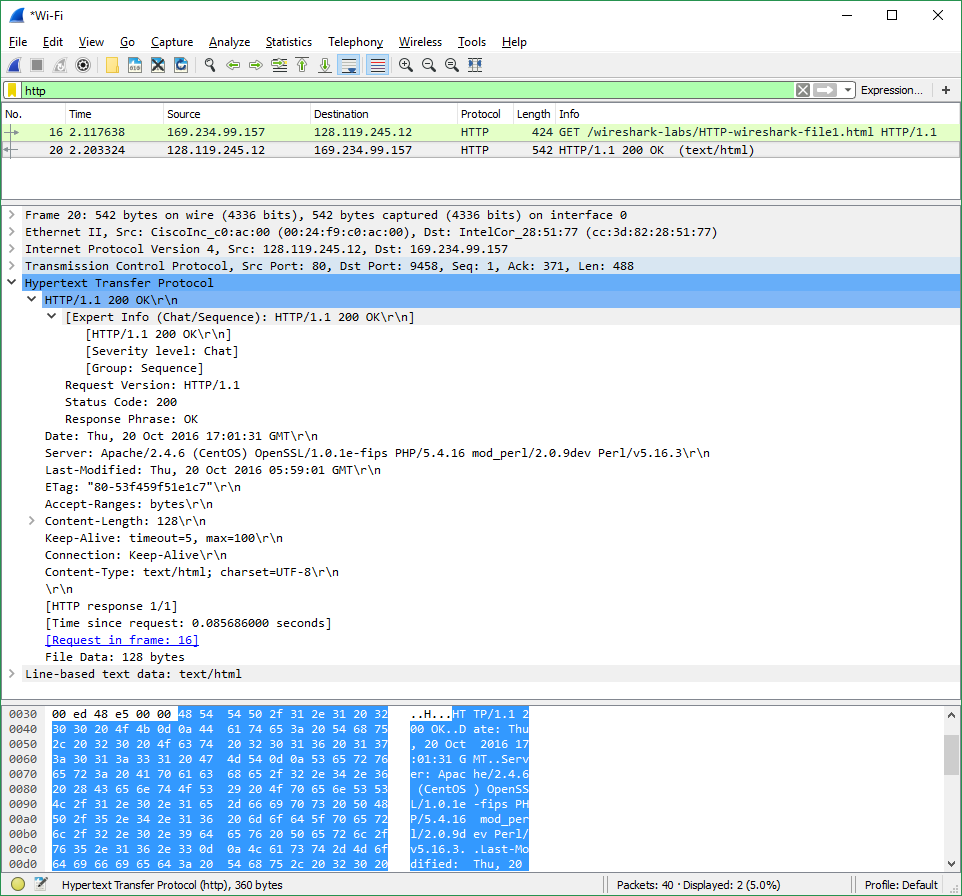 *Wi-Fi
File Edit View Go Capture Analyze Statistics Telephony Wireless Tools Help
http Expression... +
No. Time Source Destination Protocol Length Info
16 2.117638 169.234.99.157 128.119.245.12 HTTP 424 GET /wireshark-labs/HTTP-wireshark-file1.html HTTP/1.1
20 2.203324 128.119.245.12 169.234.99.157 HTTP 542 HTTP/1.1 200 OK (text/html)
Frame 20: 542 bytes on wire (4336 bits), 542 bytes captured (4336 bits) on interface 0
Ethernet II, Src: CiscoInc_c0:ac:00 (00:24:f9:c0:ac:00), Dst: IntelCor_28:51:77 (cc:3d:82:28:51:77)
Internet Protocol Version 4, Src: 128.119.245.12, Dst: 169.234.99.157
Transmission Control Protocol, Src Port: 80, Dst Port: 9458, Seq: 1, Ack: 371, Len: 488
Hypertext Transfer Protocol
HTTP/1.1 200 OK\r\n
[Expert Info (Chat/Sequence): HTTP/1.1 200 OK\r\n]
[HTTP/1.1 200 OK\r\n]
[Severity level: Chat]
[Group: Sequence]
Request Version: HTTP/1.1
Status Code: 200
Response Phrase: OK
Date: Thu, 20 Oct 2016 17:01:31 GMT\r\n
Server: Apache/2.4.6 (CentOS) OpenSSL/1.0.1e-fips PHP/5.4.16 mod_perl/2.0.9dev Perl/v5.16.3\r\n
Last-Modified: Thu, 20 Oct 2016 05:59:01 GMT\r\n
ETag: "80-53f459f51e1c7"\r\n
Accept-Ranges: bytes\r\n
Content-Length: 128\r\n
Keep-Alive: timeout=5, max=100\r\n
Connection: Keep-Alive\r\n
Content-Type: text/html; charset=UTF-8\r\n
\r\n
[HTTP response 1/1]
[Time since request: 0.085686000 seconds]
[Request in frame: 16]
File Data: 128 bytes
Line-based text data: text/html
0030 00 ed 48 e5 00 00 48 54 54 50 2f 31 2e 31 20 32 ..H...HT TP/1.1 2
0040 30 30 20 4f 4b 0d 0a 44 61 74 65 3a 20 54 68 75 00 OK..D ate: Thu
0050 2c 20 32 30 20 4f 63 74 20 32 30 31 36 20 31 37 , 20 Oct 2016 17
0060 3a 30 31 3a 33 31 20 47 4d 54 0d 0a 53 65 72 76 :01:31 G MT..Serv
0070 65 72 3a 20 41 70 61 63 68 65 2f 32 2e 34 2e 36 er: Apac he/2.4.6
0080 20 28 43 65 6e 74 4f 53 29 20 4f 70 65 6e 53 53 (CentOS ) OpenSS
0090 4c 2f 31 2e 30 2e 31 65 2d 66 69 70 73 20 50 48 L/1.0.1e -fips PH
00a0 50 2f 35 2e 34 2e 31 36 20 6d 6f 64 5f 70 65 72 P/5.4.16 mod_per
00b0 6c 2f 32 2e 30 2e 39 64 65 76 20 50 65 72 6c 2f l/2.0.9d ev Perl/
00c0 76 35 2e 31 36 2e 33 0d 0a 4c 61 73 74 2d 4d 6f v5.16.3. .Last-Mo
00d0 64 69 66 69 65 64 3a 20 54 68 75 2c 20 32 30 20 dified: Thu, 20
Hypertext Transfer Protocol (http), 360 bytes Packets: 40 · Displayed: 2 (5.0%) Profile: Default